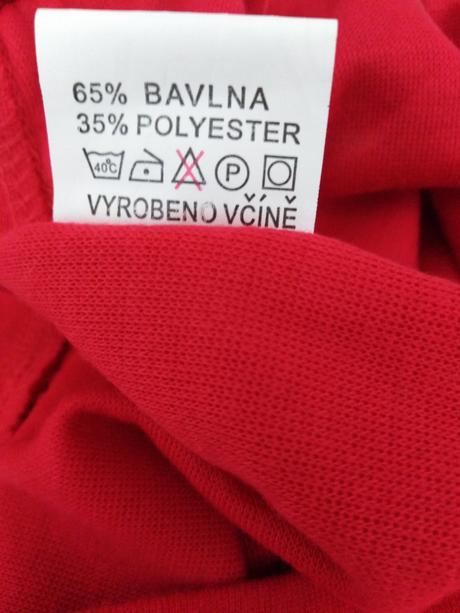 65% BAVLNA
35% POLYESTER
40°C P
VYROBENO VČÍNĚ